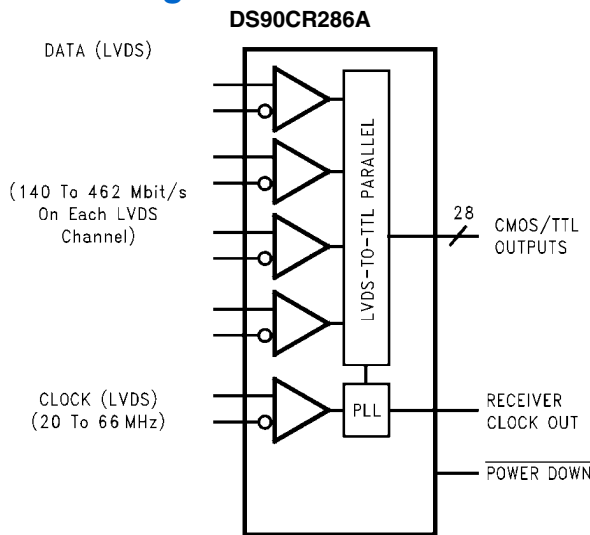 DS90CR286A
DATA (LVDS)
(140 To 462 Mbit/s
On Each LVDS
Channel)
LVDS-TO-TTL PARALLEL
28
CMOS/TTL
OUTPUTS
CLOCK (LVDS)
(20 To 66 MHz)
PLL
RECEIVER
CLOCK OUT
POWER DOWN